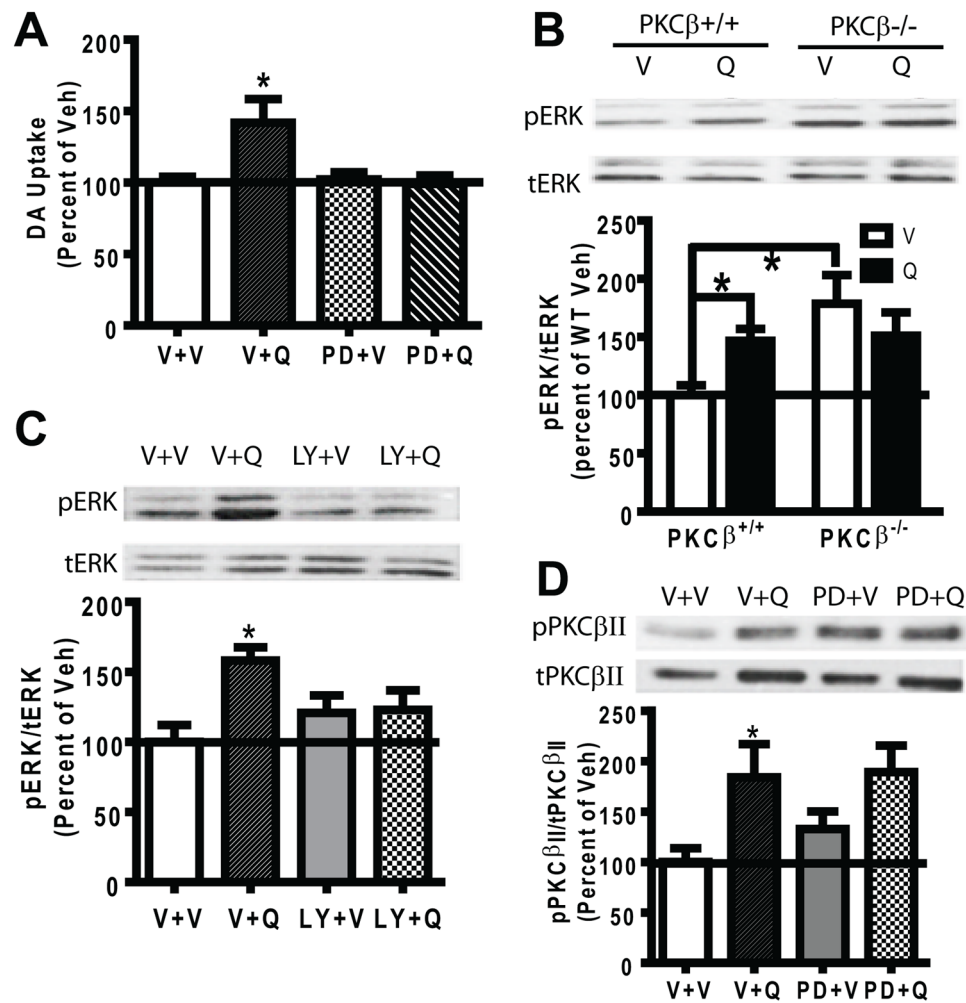 A
200
150
100
50
0
DA Uptake
(Percent of Veh)
*
V+V V+Q PD+V PD+Q
B
PKCβ+/+ PKCβ-/-
V Q V Q
pERK
tERK
250
200
150
100
50
0
pERK/tERK
(percent of WT Veh)
V
Q
*
*
PKCβ+/+ PKCβ-/-
C
V+V V+Q LY+V LY+Q
pERK
tERK
200
150
100
50
0
pERK/tERK
(Percent of Veh)
*
V+V V+Q LY+V LY+Q
D
V+V V+Q PD+V PD+Q
pPKCβII
tPKCβII
250
200
150
100
50
0
pPKCβII/tPKCβII
(Percent of Veh)
*
V+V V+Q PD+V PD+Q